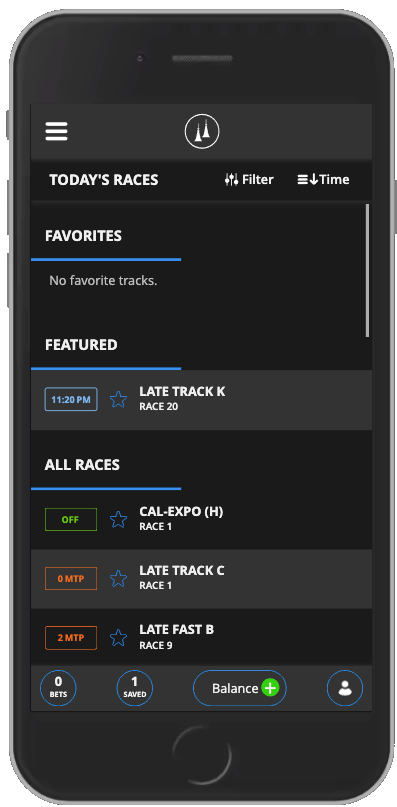 TODAY'S RACES Filter Time
FAVORITES
No favorite tracks.
FEATURED
11:20 PM LATE TRACK K
RACE 20
ALL RACES
OFF CAL-EXPO (H)
RACE 1
0 MTP LATE TRACK C
RACE 1
2 MTP LATE FAST B
RACE 9
0 1 Balance
BETS SAVED